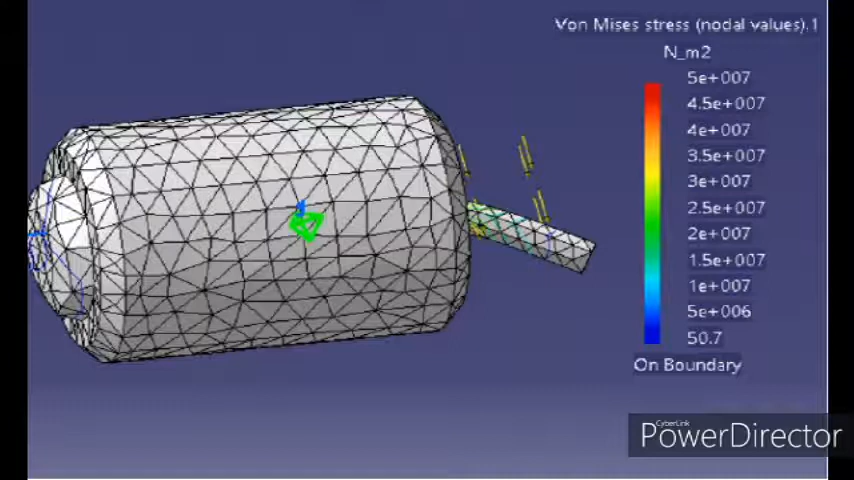 Von Mises stress (nodal values).1
N_m2
5e+007
4.5e+007
4e+007
3.5e+007
3e+007
2.5e+007
2e+007
1.5e+007
1e+007
5e+006
50.7
On Boundary
CyberLink
PowerDirector